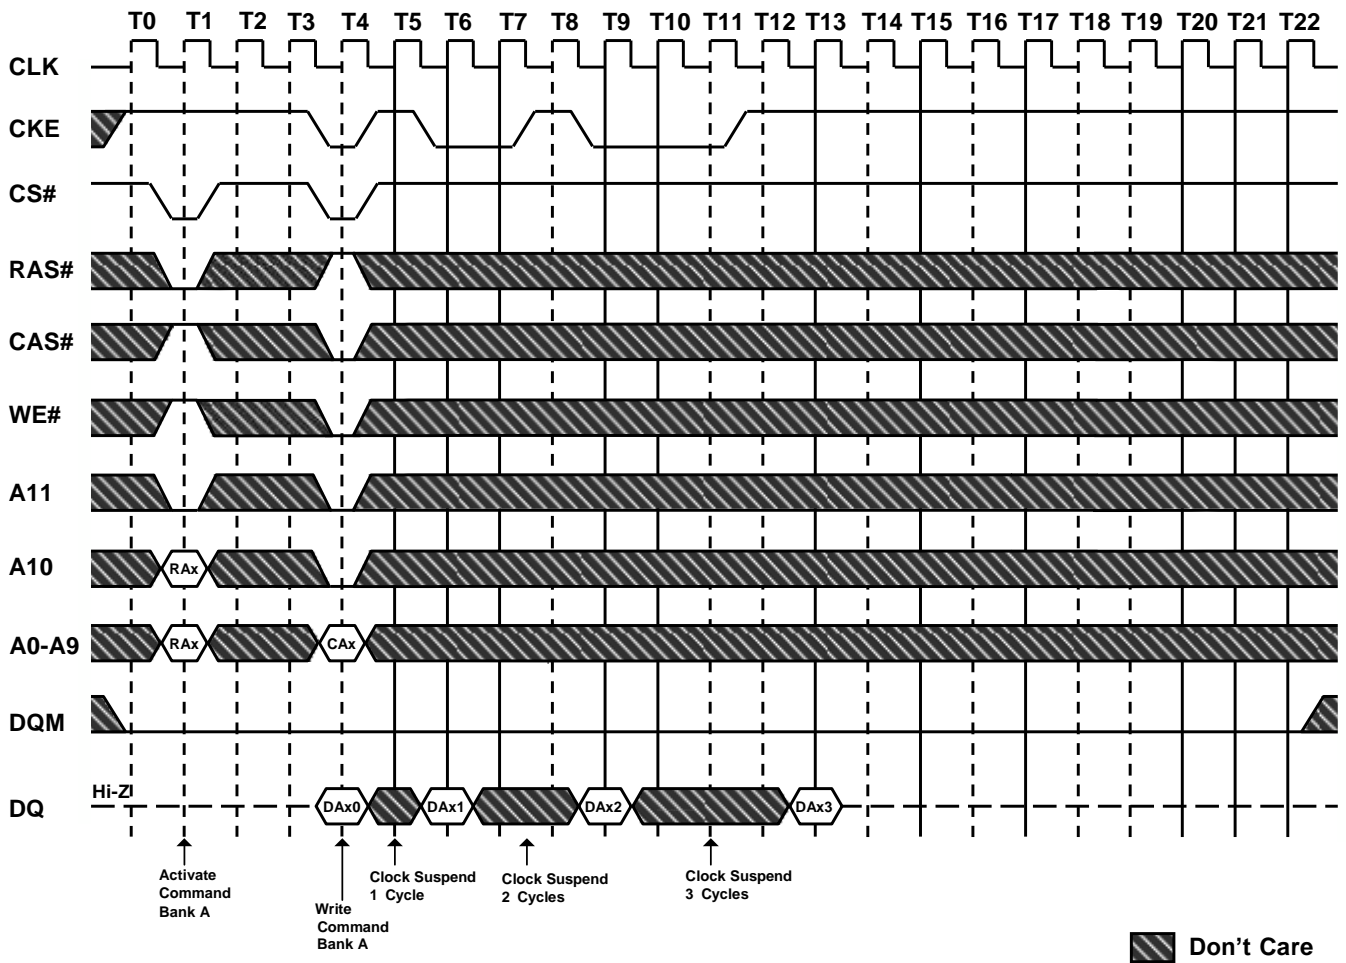 T0 T1 T2 T3 T4 T5 T6 T7 T8 T9 T10 T11 T12 T13 T14 T15 T16 T17 T18 T19 T20 T21 T22
CLK
CKE
CS#
RAS#
CAS#
WE#
A11
A10 RAx
A0-A9 RAx CAx
DQM
Hi-Z
DQ DAx0 DAx1 DAx2 DAx3
Activate
Command
Bank A
Write
Command
Bank A
Clock Suspend
1 Cycle
Clock Suspend
2 Cycles
Clock Suspend
3 Cycles
Don't Care